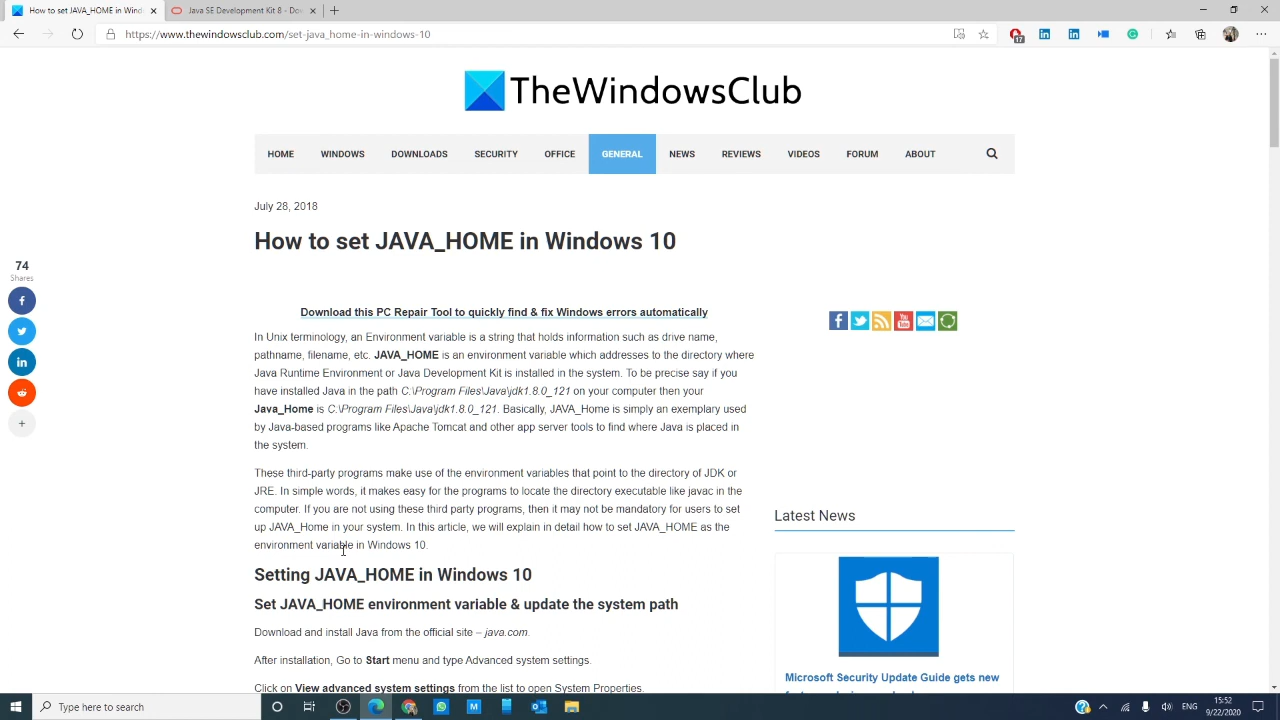 How to set JAVA_HOME in Windo
Java SE Development Kit 8 - Do
https://www.thewindowsclub.com/set-java_home-in-windows-10
17
TheWindowsClub
HOME WINDOWS DOWNLOADS SECURITY OFFICE GENERAL NEWS REVIEWS VIDEOS FORUM ABOUT
July 28, 2018
How to set JAVA_HOME in Windows 10
74
Shares
Download this PC Repair Tool to quickly find & fix Windows errors automatically
In Unix terminology, an Environment variable is a string that holds information such as drive name,
pathname, filename, etc. JAVA_HOME is an environment variable which addresses to the directory where
Java Runtime Environment or Java Development Kit is installed in the system. To be precise say if you
have installed Java in the path C:\Program Files\Java\jdk1.8.0_121 on your computer then your
Java_Home is C:\Program Files\Java\jdk1.8.0_121. Basically, JAVA_Home is simply an exemplary used
by Java-based programs like Apache Tomcat and other app server tools to find where Java is placed in
the system.
These third-party programs make use of the environment variables that point to the directory of JDK or
JRE. In simple words, it makes easy for the programs to locate the directory executable like javac in the
computer. If you are not using these third party programs, then it may not be mandatory for users to set
up JAVA_Home in your system. In this article, we will explain in detail how to set JAVA_HOME as the
environment variable in Windows 10.
Setting JAVA_HOME in Windows 10
Set JAVA_HOME environment variable & update the system path
Download and install Java from the official site – java.com.
After installation, Go to Start menu and type Advanced system settings.
Click on View advanced system settings from the list to open System Properties.
Latest News
Microsoft Security Update Guide gets new
Type here to search
ENG
15:52
9/22/2020